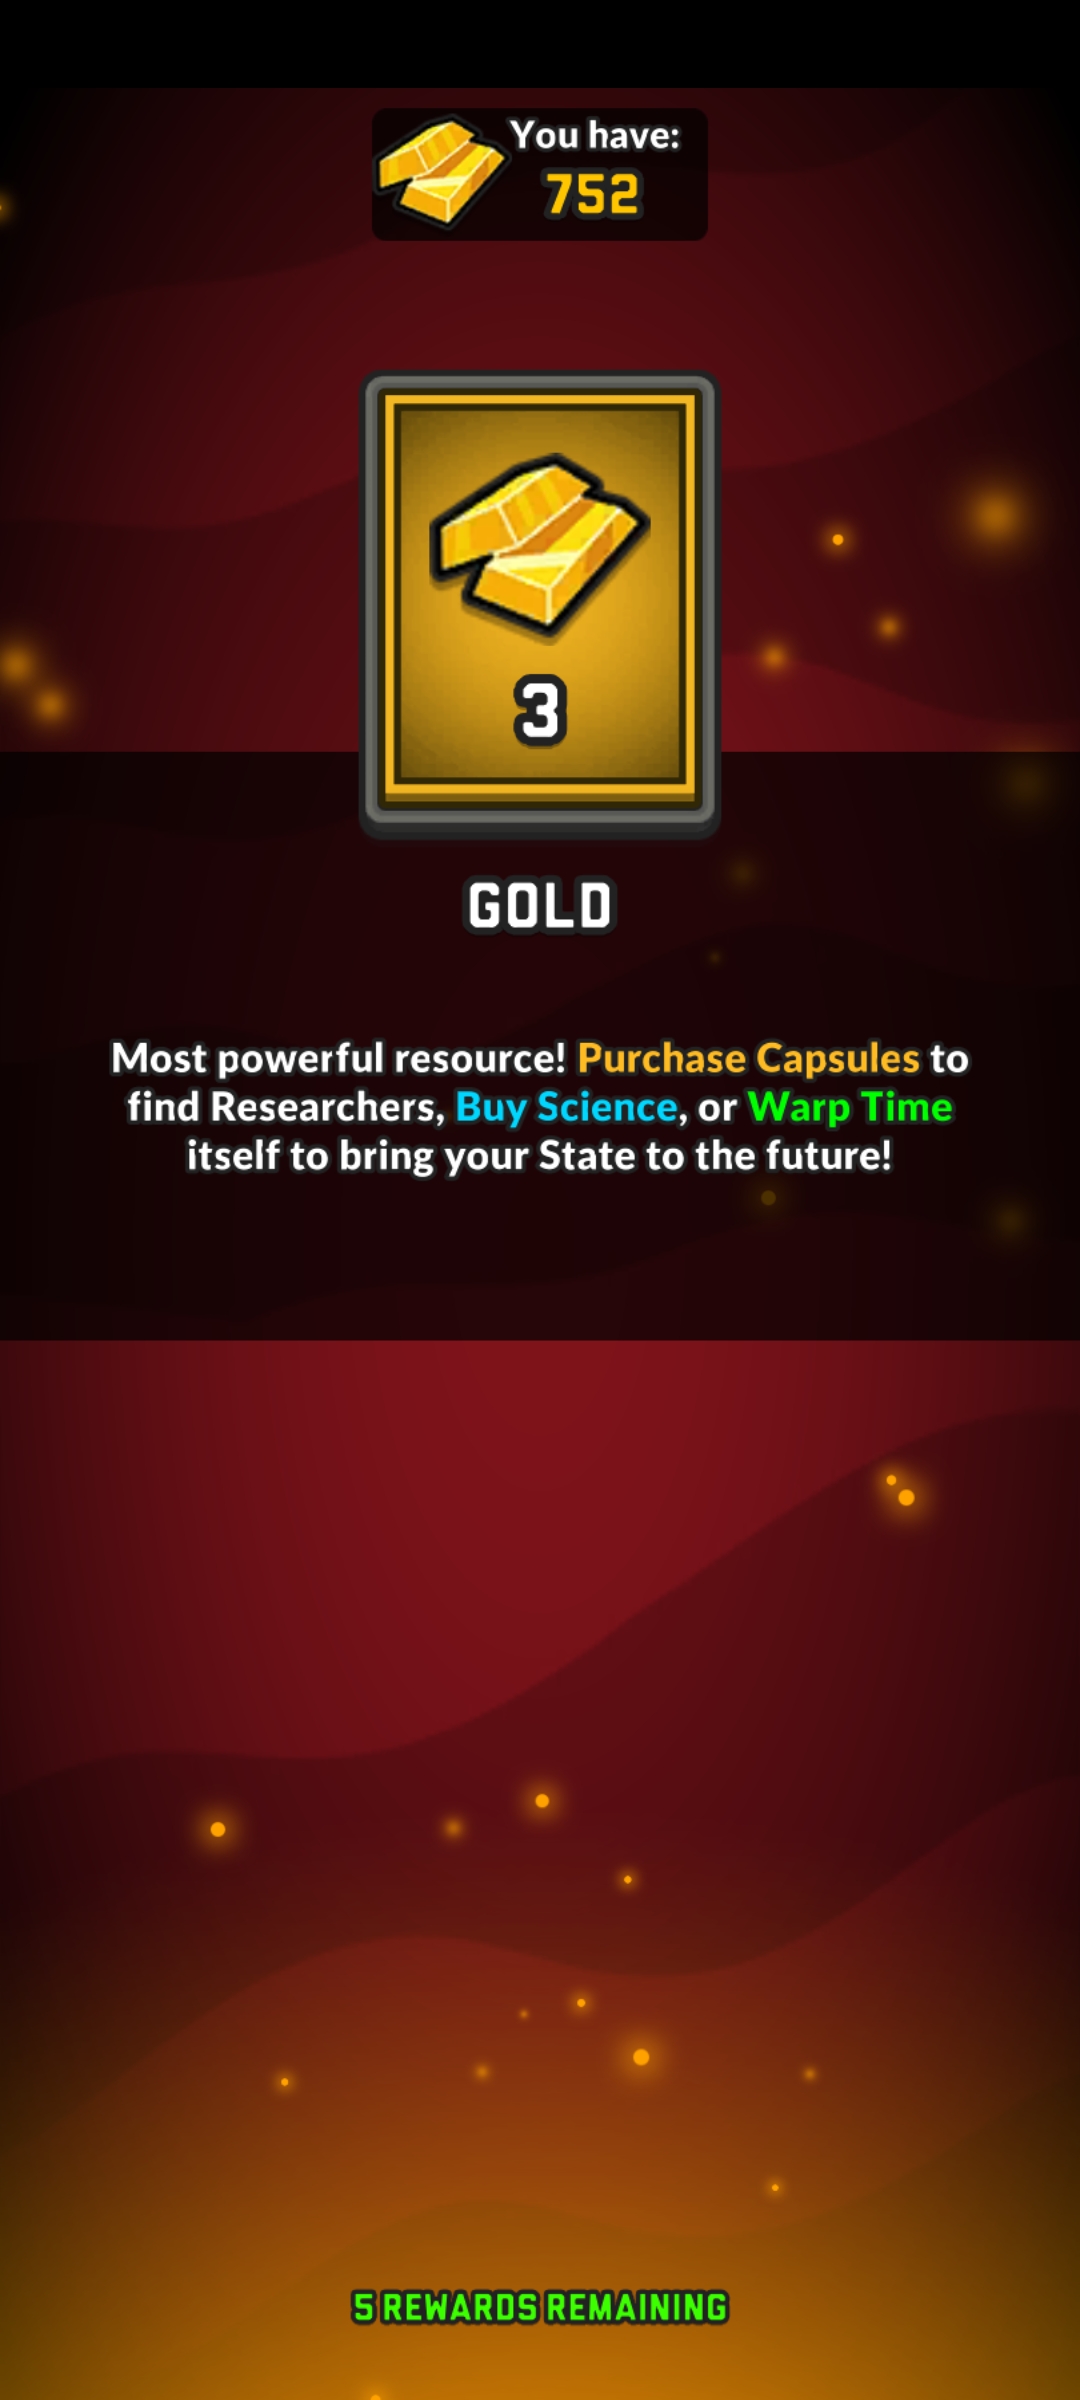 You have:
752
3
GOLD
Most powerful resource! Purchase Capsules to
find Researchers, Buy Science, or Warp Time
itself to bring your State to the future!
5 REWARDS REMAINING